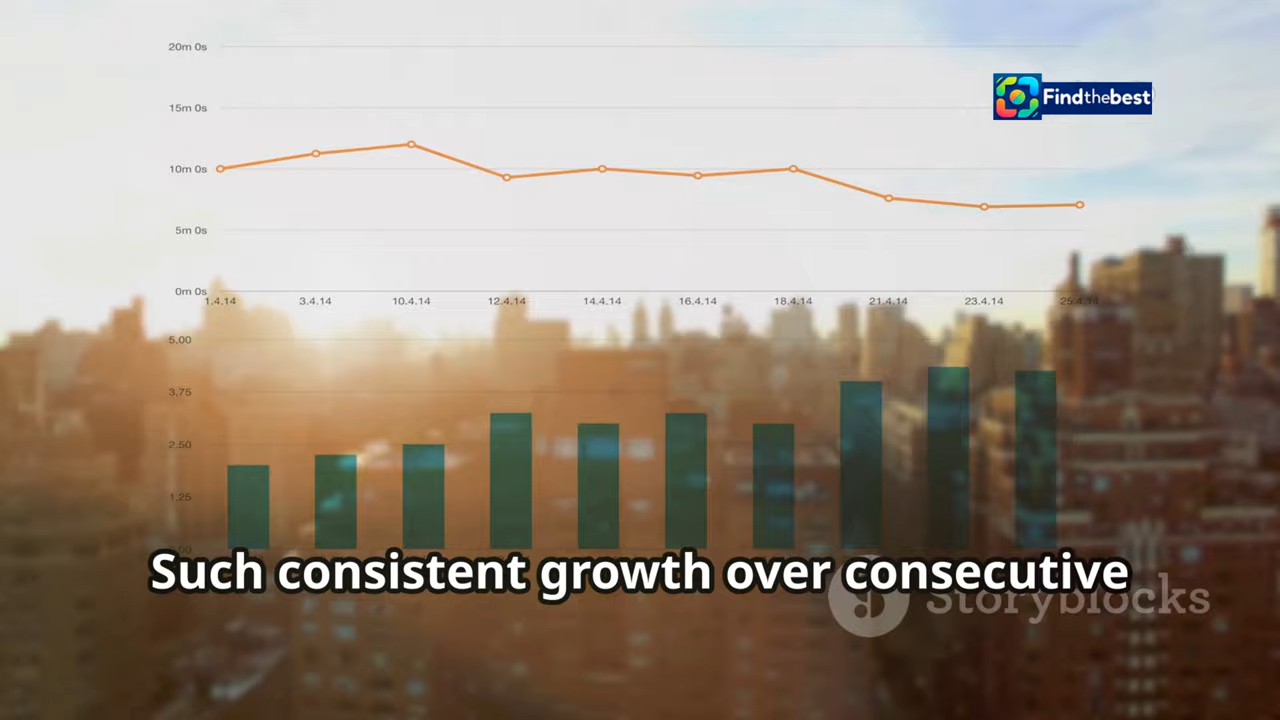 20m 0s
15m 0s
Findthebest
10m 0s
5m 0s
0m 0s
1.4.14 3.4.14 10.4.14 12.4.14 14.4.14 16.4.14 18.4.14 21.4.14 23.4.14 25.4.14
5.00
3,75
2.50
1,25
Such consistent growth over consecutive
Storyblocks